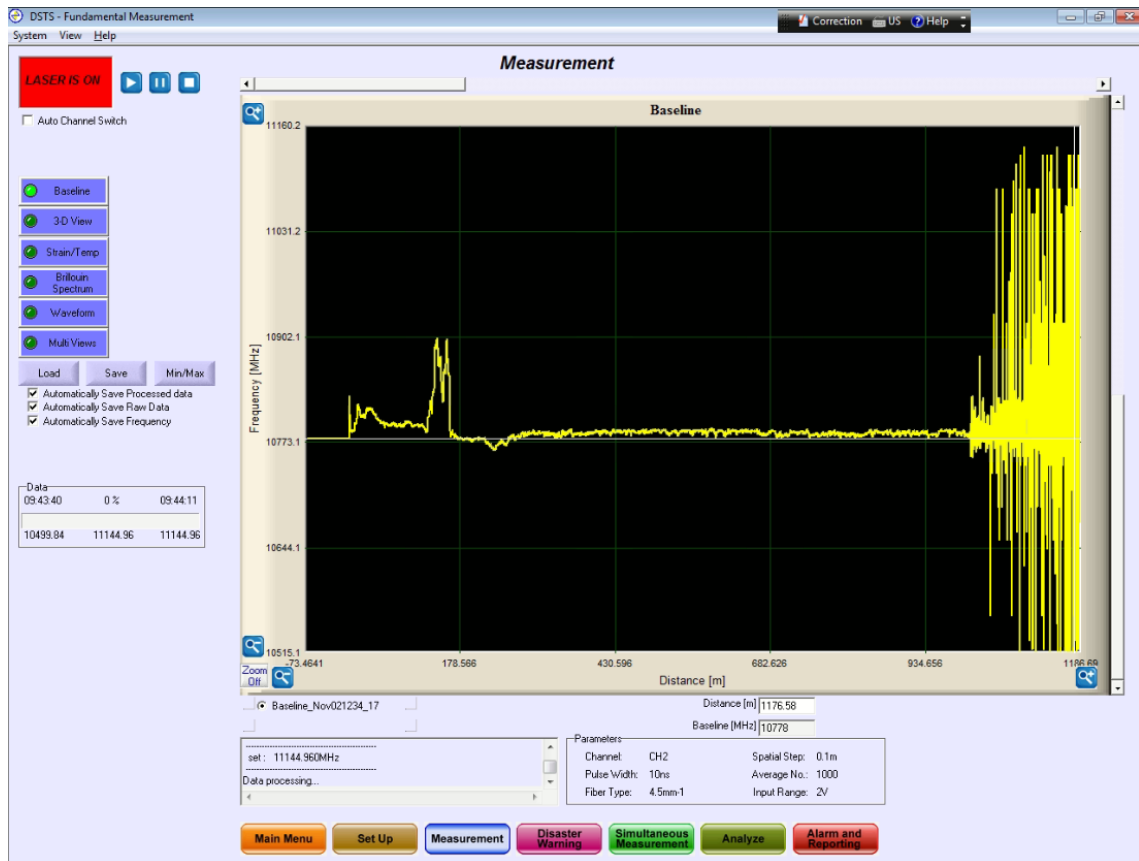 DSTS - Fundamental Measurement
Correction US Help
System View Help
LASER IS ON
Auto Channel Switch
Measurement
Baseline
3-D View
Strain/Temp
Brillouin
Spectrum
Waveform
Multi Views
Load Save Min/Max
Automatically Save Processed data
Automatically Save Raw Data
Automatically Save Frequency
Data
09:43:40 0 % 09:44:11
10499.84 11144.96 11144.96
Baseline
Frequency [MHz]
11160.2
11031.2
10902.1
10773.1
10644.1
10515.1
-73.4641 178.566 430.596 682.626 934.656 1186.69
Distance [m]
Zoom
Off
Baseline_Nov021234_17
Distance [m] 1176.58
Baseline [MHz] 10778
set : 11144.960MHz
Data processing...
Parameters
Channel: CH2 Spatial Step: 0.1m
Pulse Width: 10ns Average No.: 1000
Fiber Type: 4.5mm-1 Input Range: 2V
Main Menu
Set Up
Measurement
Disaster
Warning
Simultaneous
Measurement
Analyze
Alarm and
Reporting